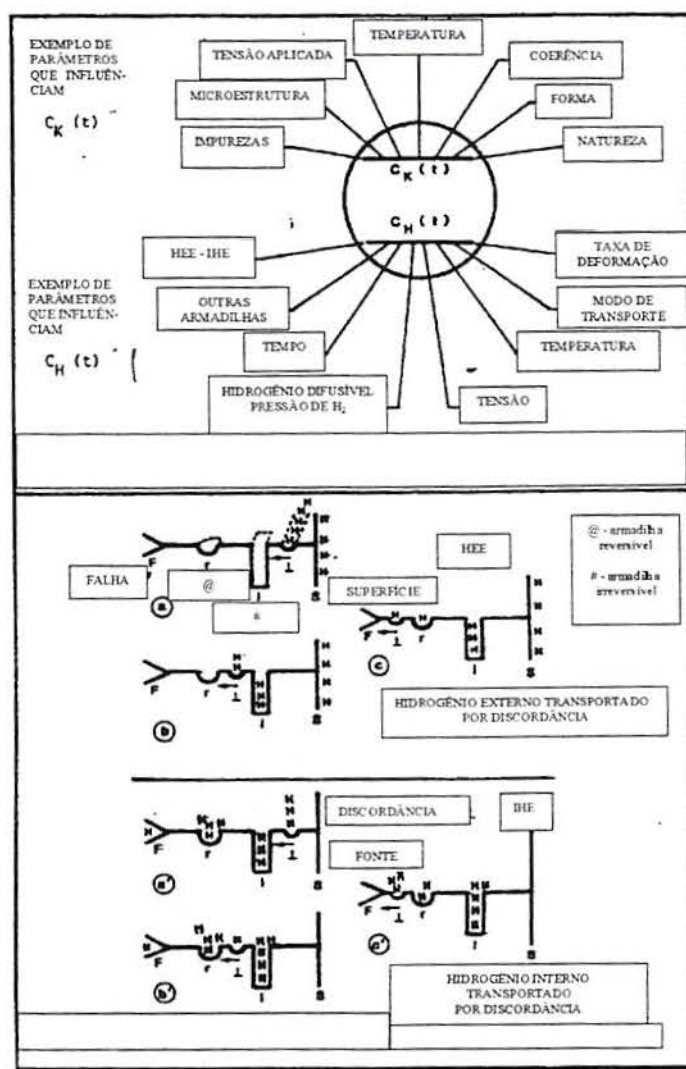 EXEMPLO DE
PARÂMETROS
QUE INFLUÊN-
CIAM
C_K (t)
TEMPERATURA
TENSÃO APLICADA
COERÊNCIA
MICROESTRUTURA
FORMA
IMPUREZAS
NATUREZA
C_K (t)
C_H (t)
HEE - IHE
TAXA DE
DEFORMAÇÃO
EXEMPLO DE
PARÂMETROS
QUE INFLUÊN-
CIAM
C_H (t)
OUTRAS
ARMADILHAS
MODO DE
TRANSPORTE
TEMPO
TEMPERATURA
HIDROGÊNIO DIFUSÍVEL
PRESSÃO DE H₂
TENSÃO
H H
H
H
H
H
F r i ⊥ S
FALHA
@
#
a
HEE
@ - armadilha
reversível
# - armadilha
irreversível
SUPERFÍCIE
F ⊥ r i S
c
F r ⊥ i S
b
HIDROGÊNIO EXTERNO TRANSPORTADO
POR DISCORDÂNCIA
F r i ⊥ S
a'
DISCORDÂNCIA
IHE
FONTE
F ⊥ r i S
c'
F r ⊥ i S
b'
HIDROGÊNIO INTERNO
TRANSPORTADO
POR DISCORDÂNCIA